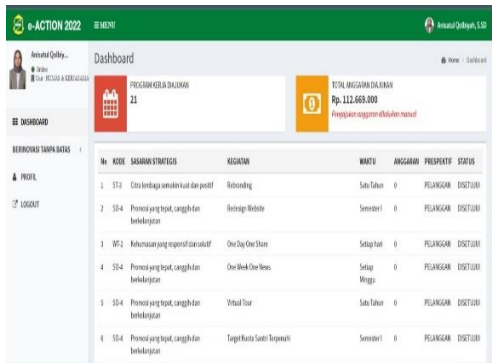 e-ACTION 2022
MENU
Anisatul Qolbiyah, S.SD
Anisatul Qolbiy...
Online
Dashboard
Home Dashboard
PROGRAM KERJA DIAJUKAN
21
TOTAL ANGGARAN DIAJUKAN
Rp. 112.669.000
Pengajuan anggaran dilakukan manual
DASHBOARD
BERINOVASI TANPA BATAS
PROFIL
LOGOUT
No KODE SASARAN STRATEGIS KEGIATAN WAKTU ANGGARAN PRESPEKTIF STATUS
1 ST-3 Citra lembaga semakin kuat dan positif Rebranding Satu Tahun 0 PELANGGAN DISETUJUI
2 SO-4 Promosi yang tepat, canggih dan berkelanjutan Redesign Website Semester I 0 PELANGGAN DISETUJUI
3 WT-2 Kehumasan yang responsif dan solutif One Day One Share Setiap hari 0 PELANGGAN DISETUJUI
4 SO-4 Promosi yang tepat, canggih dan berkelanjutan One Week One News Setiap Minggu 0 PELANGGAN DISETUJUI
5 SO-4 Promosi yang tepat, canggih dan berkelanjutan Virtual Tour Satu Tahun 0 PELANGGAN DISETUJUI
6 SO-4 Promosi yang tepat, canggih dan berkelanjutan Target Kuota Santri Terpenuhi Semester I 0 PELANGGAN DISETUJUI